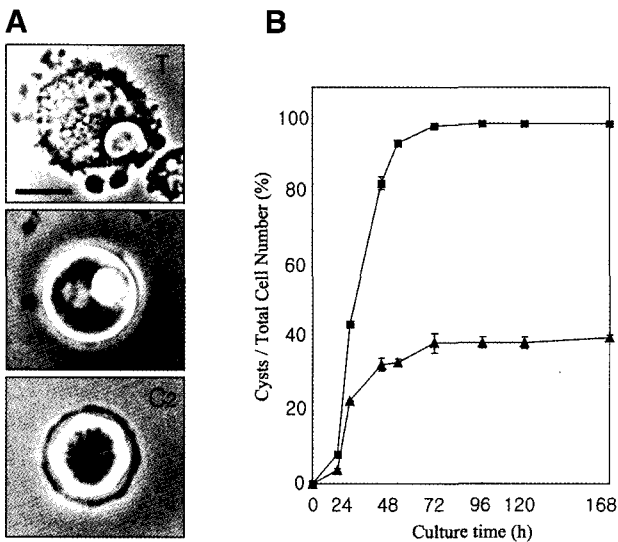 A
B
T
C2
100
80
60
40
20
0
0 24 48 72 96 120 168
Cysts / Total Cell Number (%)
Culture time (h)